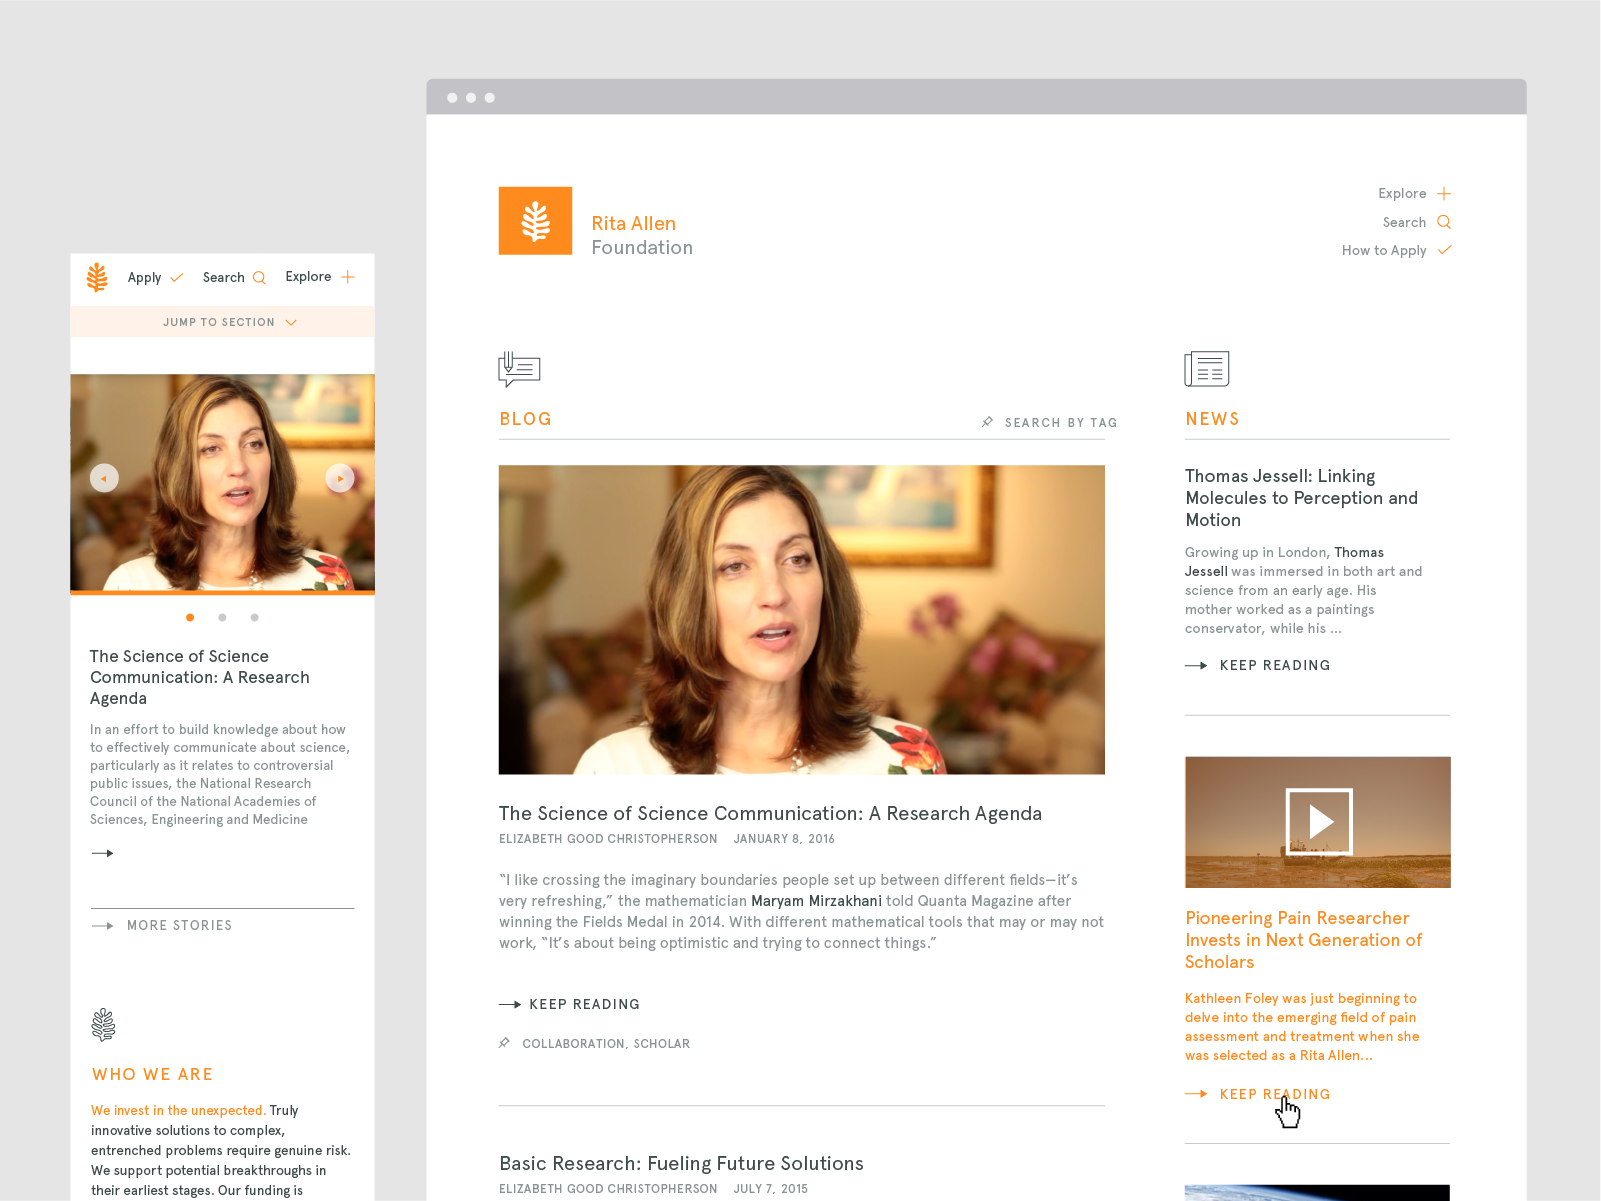 Apply
Search
Explore
JUMP TO SECTION
The Science of Science
Communication: A Research
Agenda
In an effort to build knowledge about how
to effectively communicate about science,
particularly as it relates to controversial
public issues, the National Research
Council of the National Academies of
Sciences, Engineering and Medicine
MORE STORIES
WHO WE ARE
We invest in the unexpected. Truly
innovative solutions to complex,
entrenched problems require genuine risk.
We support potential breakthroughs in
their earliest stages. Our funding is
Rita Allen
Foundation
Explore
Search
How to Apply
BLOG
SEARCH BY TAG
The Science of Science Communication: A Research Agenda
ELIZABETH GOOD CHRISTOPHERSON JANUARY 8, 2016
“I like crossing the imaginary boundaries people set up between different fields—it’s
very refreshing,” the mathematician Maryam Mirzakhani told Quanta Magazine after
winning the Fields Medal in 2014. With different mathematical tools that may or may not
work, “It’s about being optimistic and trying to connect things.”
KEEP READING
COLLABORATION, SCHOLAR
Basic Research: Fueling Future Solutions
ELIZABETH GOOD CHRISTOPHERSON JULY 7, 2015
NEWS
Thomas Jessell: Linking
Molecules to Perception and
Motion
Growing up in London, Thomas
Jessell was immersed in both art and
science from an early age. His
mother worked as a paintings
conservator, while his ...
KEEP READING
Pioneering Pain Researcher
Invests in Next Generation of
Scholars
Kathleen Foley was just beginning to
delve into the emerging field of pain
assessment and treatment when she
was selected as a Rita Allen...
KEEP READING